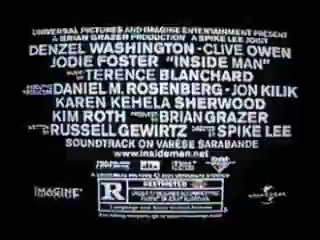 UNIVERSAL PICTURES AND IMAGINE ENTERTAINMENT PRESENT
A BRIAN GRAZER PRODUCTION A SPIKE LEE JOINT
DENZEL WASHINGTON · CLIVE OWEN
JODIE FOSTER "INSIDE MAN"
TERENCE BLANCHARD
DANIEL M. ROSENBERG · JON KILIK
KAREN KEHELA SHERWOOD
KIM ROTH BRIAN GRAZER
RUSSELL GEWIRTZ SPIKE LEE
SOUNDTRACK ON VARÈSE SARABANDE
www.insideman.net
R RESTRICTED
IMAGINE
UNIVERSAL